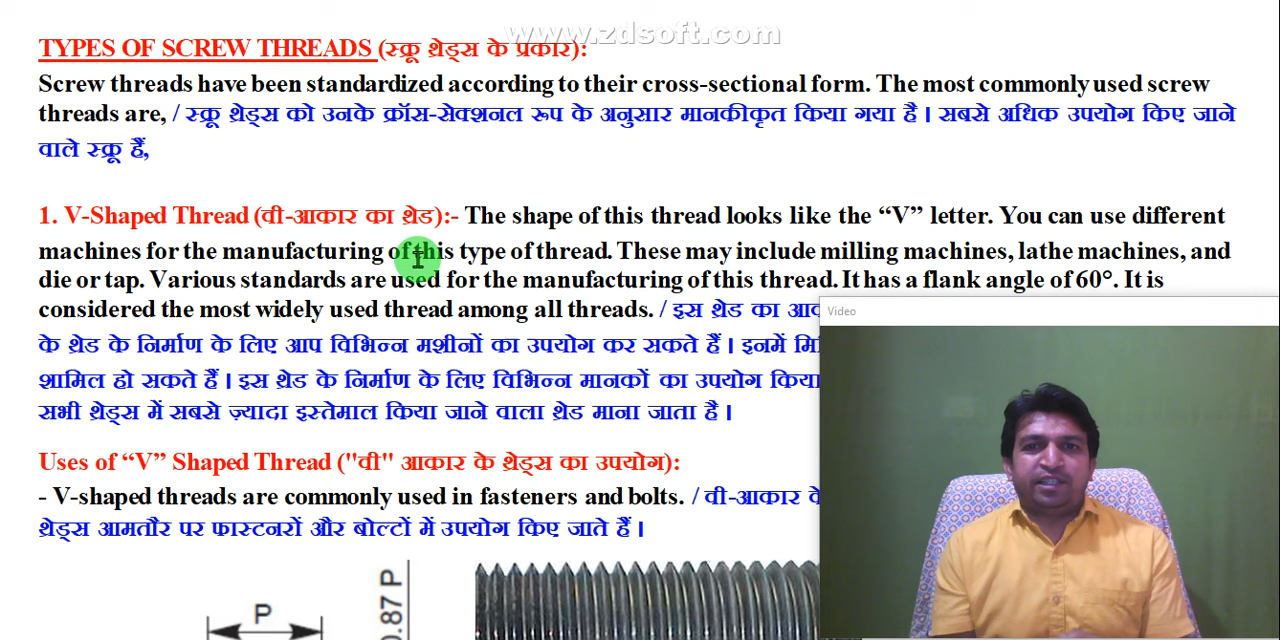 www.zdsoft.com
TYPES OF SCREW THREADS (स्क्रू थ्रेड्स के प्रकार):
Screw threads have been standardized according to their cross-sectional form. The most commonly used screw
threads are, / स्क्रू थ्रेड्स को उनके क्रॉस-सेक्शनल रूप के अनुसार मानकीकृत किया गया है। सबसे अधिक उपयोग किए जाने
वाले स्क्रू हैं,
1. V-Shaped Thread (वी-आकार का थ्रेड):- The shape of this thread looks like the “V” letter. You can use different
machines for the manufacturing of this type of thread. These may include milling machines, lathe machines, and
die or tap. Various standards are used for the manufacturing of this thread. It has a flank angle of 60°. It is
considered the most widely used thread among all threads. / इस थ्रेड का
Video
के थ्रेड के निर्माण के लिए आप विभिन्न मशीनों का उपयोग कर सकते हैं। इनमें
शामिल हो सकते हैं। इस थ्रेड के निर्माण के लिए विभिन्न मानकों का उपयोग किया
सभी थ्रेड्स में सबसे ज़्यादा इस्तेमाल किया जाने वाला थ्रेड माना जाता है।
Uses of “V” Shaped Thread ("वी" आकार के थ्रेड्स का उपयोग):
- V-shaped threads are commonly used in fasteners and bolts. / वी-आकार के
थ्रेड्स आमतौर पर फास्टनरों और बोल्टों में उपयोग किए जाते हैं।
P
0.87 P